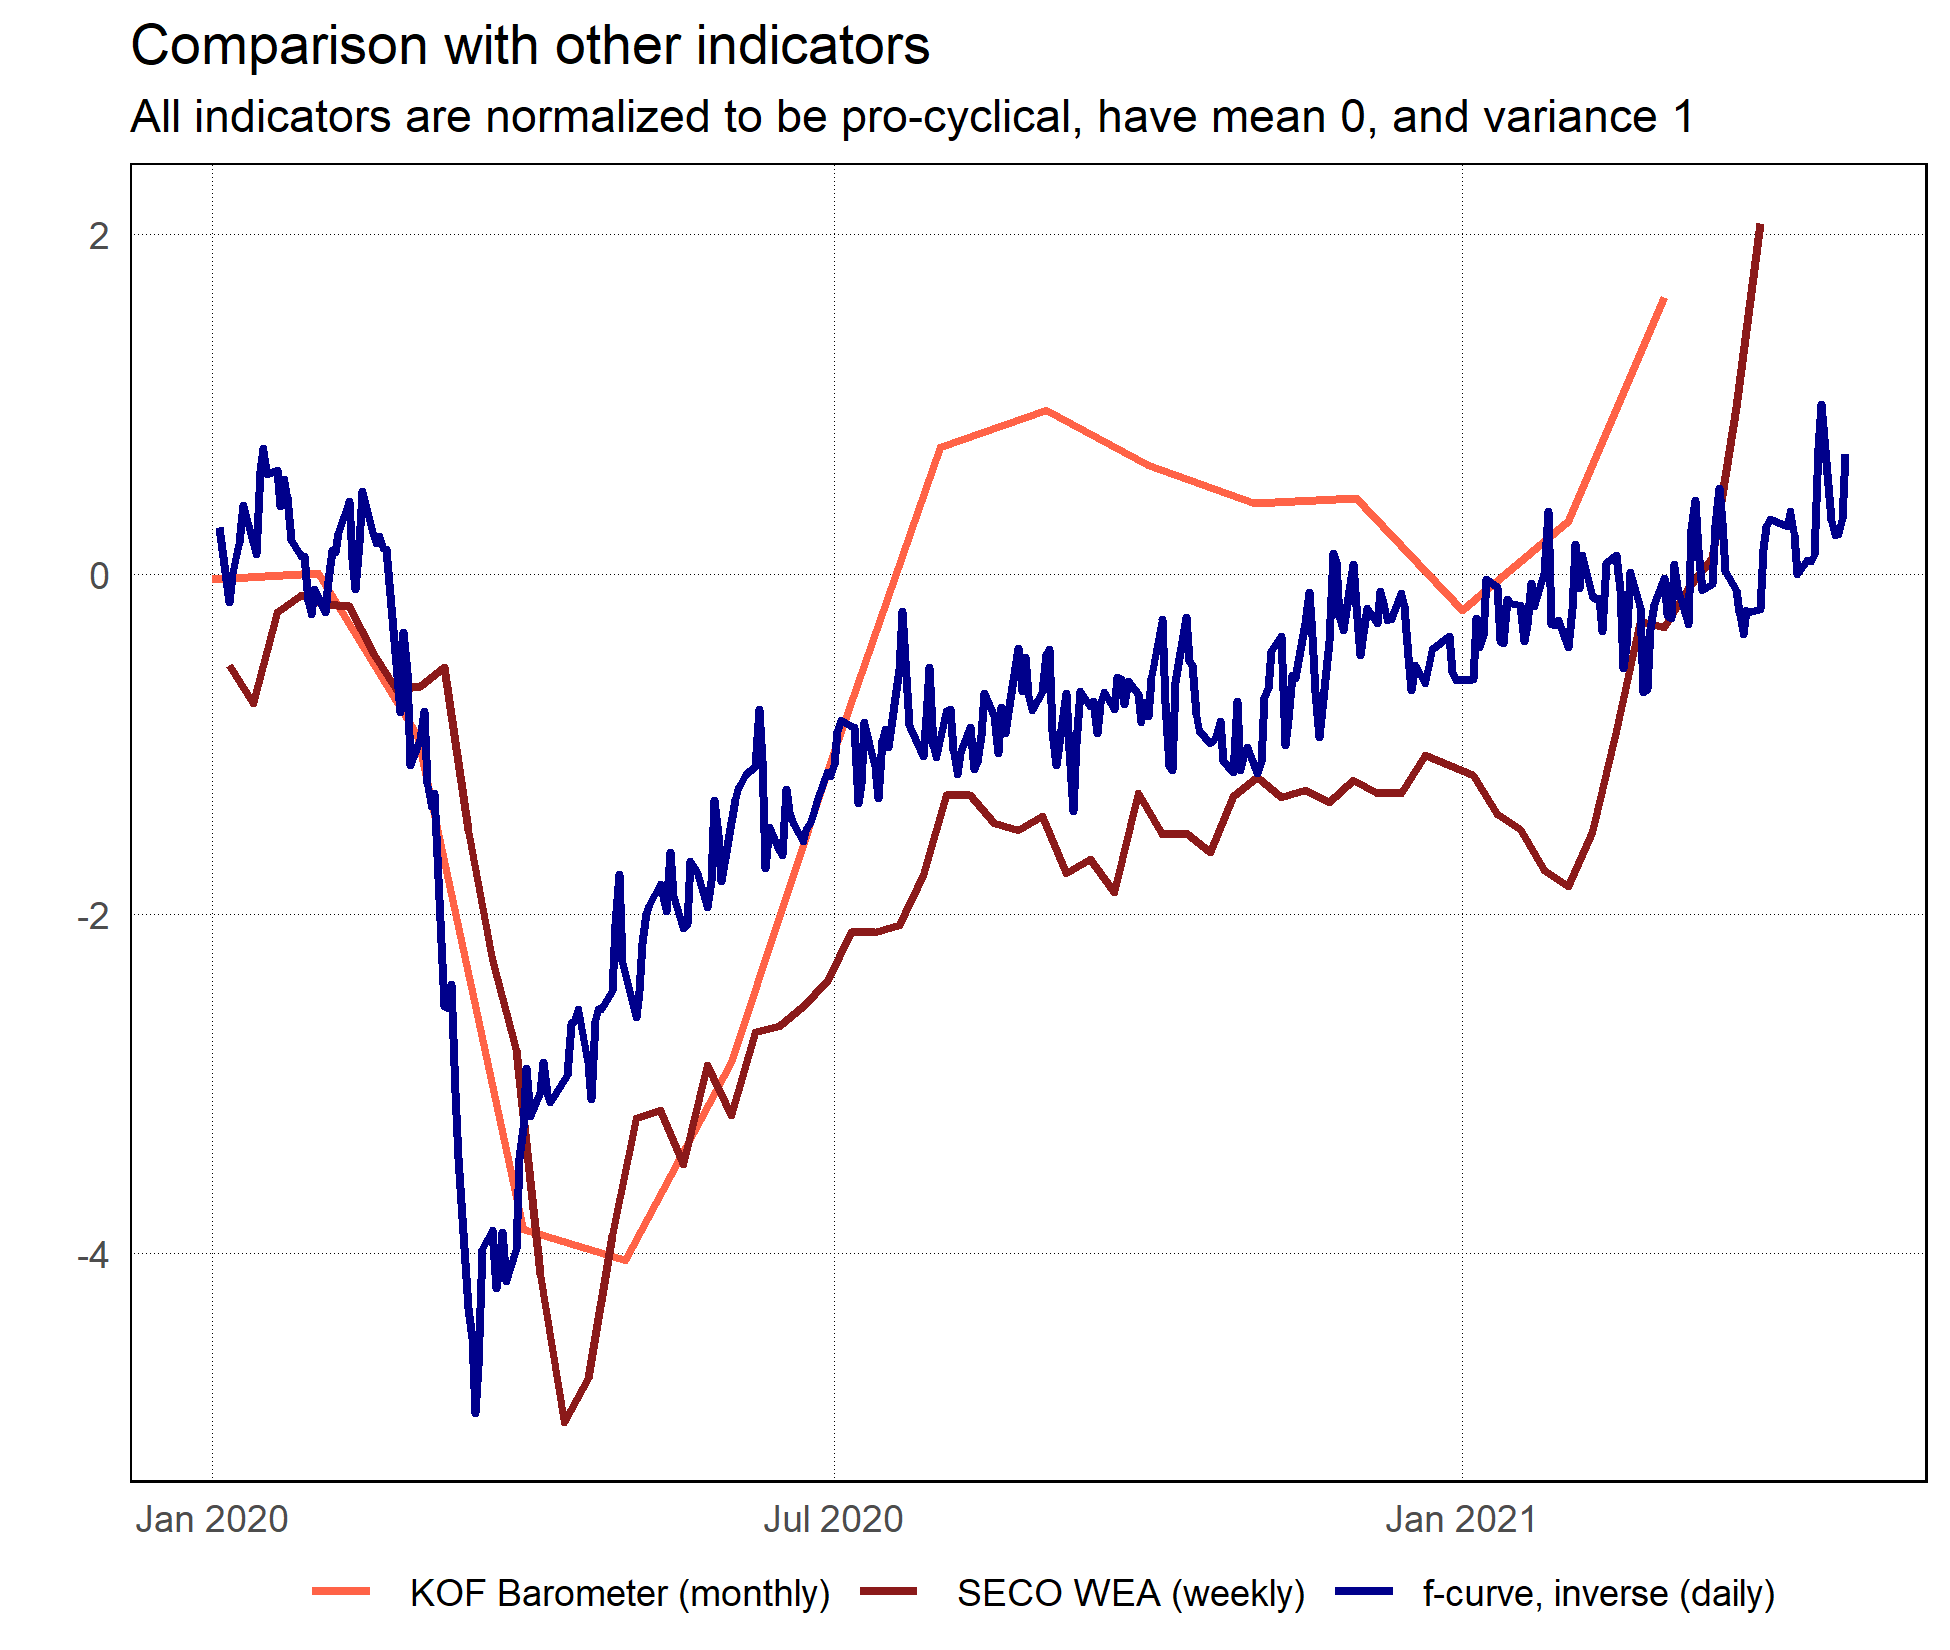 Comparison with other indicators
All indicators are normalized to be pro-cyclical, have mean 0, and variance 1
2
0
-2
-4
Jan 2020 Jul 2020 Jan 2021
KOF Barometer (monthly) SECO WEA (weekly) f-curve, inverse (daily)